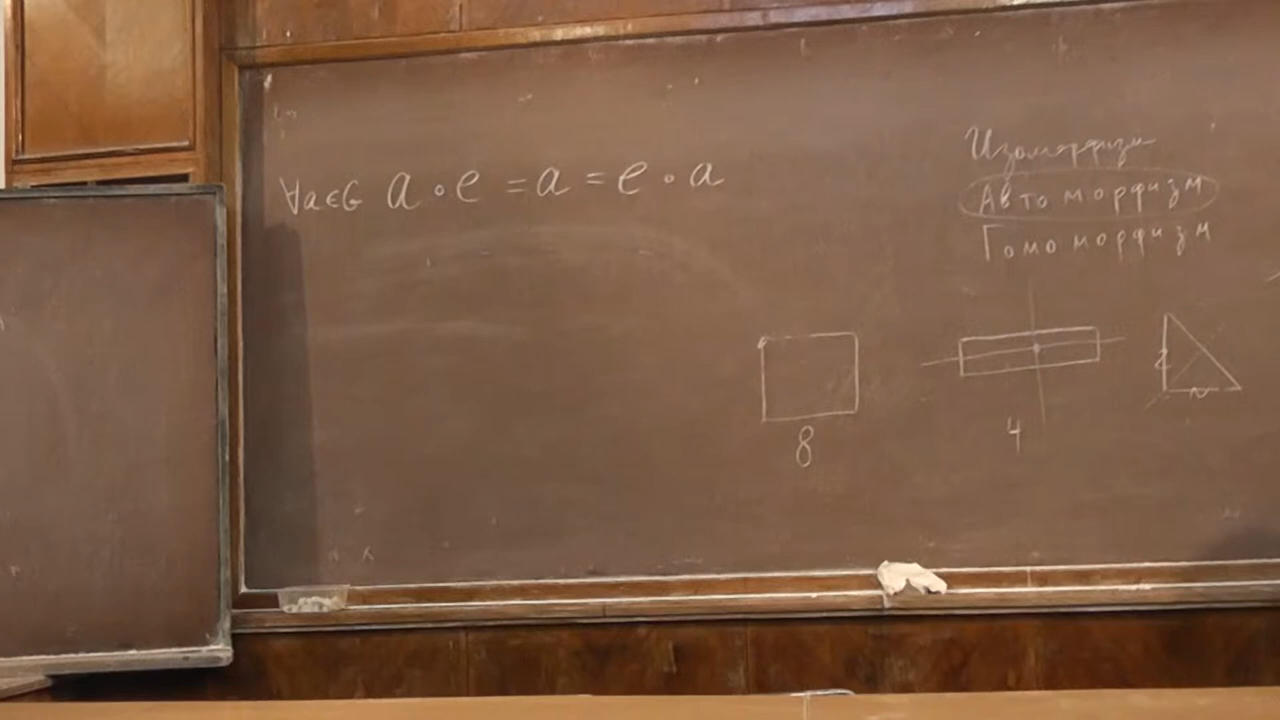 ∀a∈G a∘e = a = e∘a
Изоморфизм
Автоморфизм
Гомоморфизм
8
4